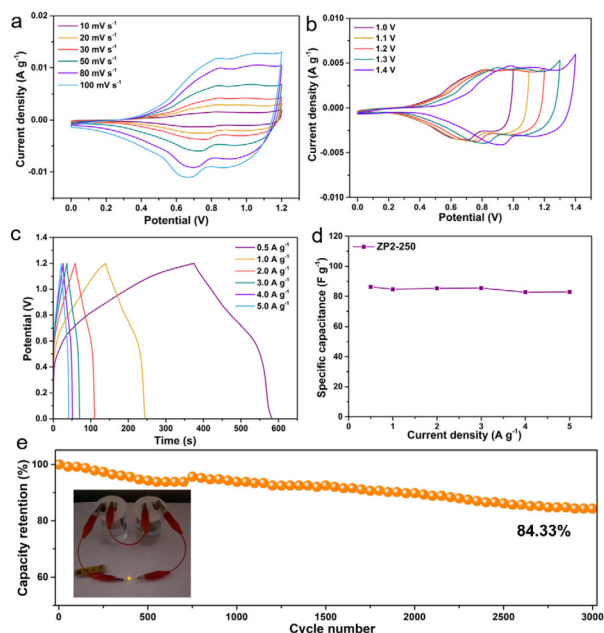 a
10 mV s⁻¹
20 mV s⁻¹
30 mV s⁻¹
50 mV s⁻¹
80 mV s⁻¹
100 mV s⁻¹
0.01
0.00
-0.01
Current density (A g⁻¹)
0.0 0.2 0.4 0.6 0.8 1.0 1.2
Potential (V)
b
1.0 V
1.1 V
1.2 V
1.3 V
1.4 V
0.010
0.005
0.000
-0.005
-0.010
Current density (A g⁻¹)
0.0 0.2 0.4 0.6 0.8 1.0 1.2 1.4
Potential (V)
c
0.5 A g⁻¹
1.0 A g⁻¹
2.0 A g⁻¹
3.0 A g⁻¹
4.0 A g⁻¹
5.0 A g⁻¹
1.6
1.2
0.8
0.4
0.0
Potential (V)
0 100 200 300 400 500 600
Time (s)
d
ZP2-250
140
120
100
80
60
40
20
0
Specific capacitance (F g⁻¹)
0 1 2 3 4 5
Current density (A g⁻¹)
e
100
80
60
Capacity retention (%)
84.33%
0 500 1000 1500 2000 2500 3000
Cycle number